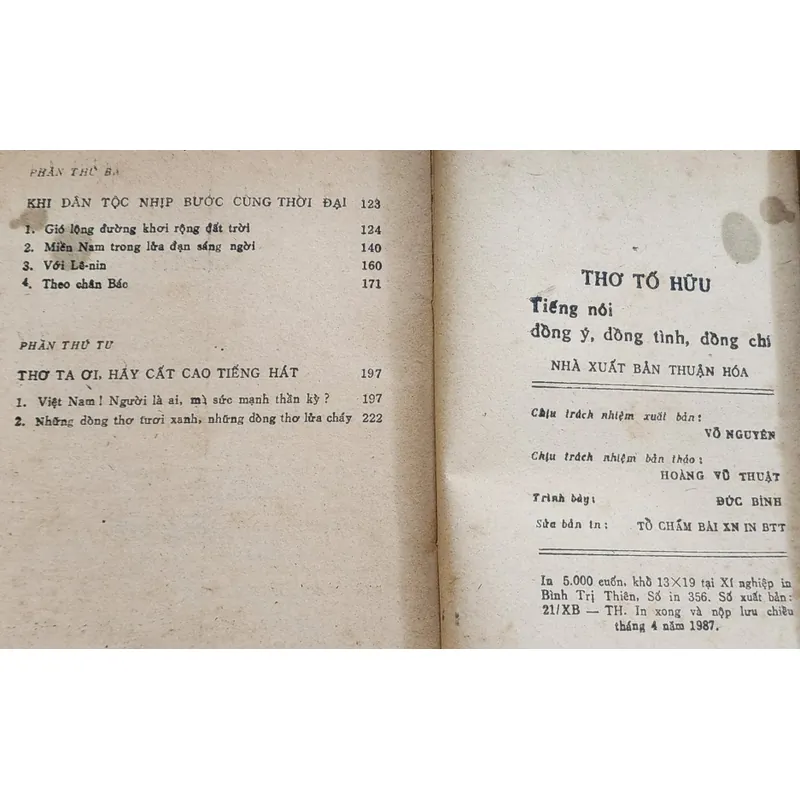 PHẦN THỨ BA
KHI DÂN TỘC NHỊP BƯỚC CÙNG THỜI ĐẠI 123
1. Gió lộng đường khơi rộng đất trời 124
2. Miền Nam trong lửa đạn sáng ngời 140
3. Với Lê-nin 160
4. Theo chân Bác 171
PHẦN THỨ TƯ
THƠ TA ƠI, HÃY CẤT CAO TIẾNG HÁT 197
1. Việt Nam ! Người là ai, mà sức mạnh thần kỳ ? 197
2. Những dòng thơ tươi xanh, những dòng thơ lửa cháy 222
THƠ TỐ HỮU
Tiếng nói
đồng ý, đồng tình, đồng chí
NHÀ XUẤT BẢN THUẬN HÓA
Chịu trách nhiệm xuất bản :
VÕ NGUYÊN
Chịu trách nhiệm bản thảo :
HOÀNG VŨ THUẬT
Trình bày : ĐỨC BÌNH
Sửa bản in : TỔ CHẤM BÀI XN IN BTT
In 5.000 cuốn, khổ 13×19 tại Xí nghiệp in
Bình Trị Thiên, Số in 356. Số xuất bản :
21/XB — TH. In xong và nộp lưu chiểu
tháng 4 năm 1987.